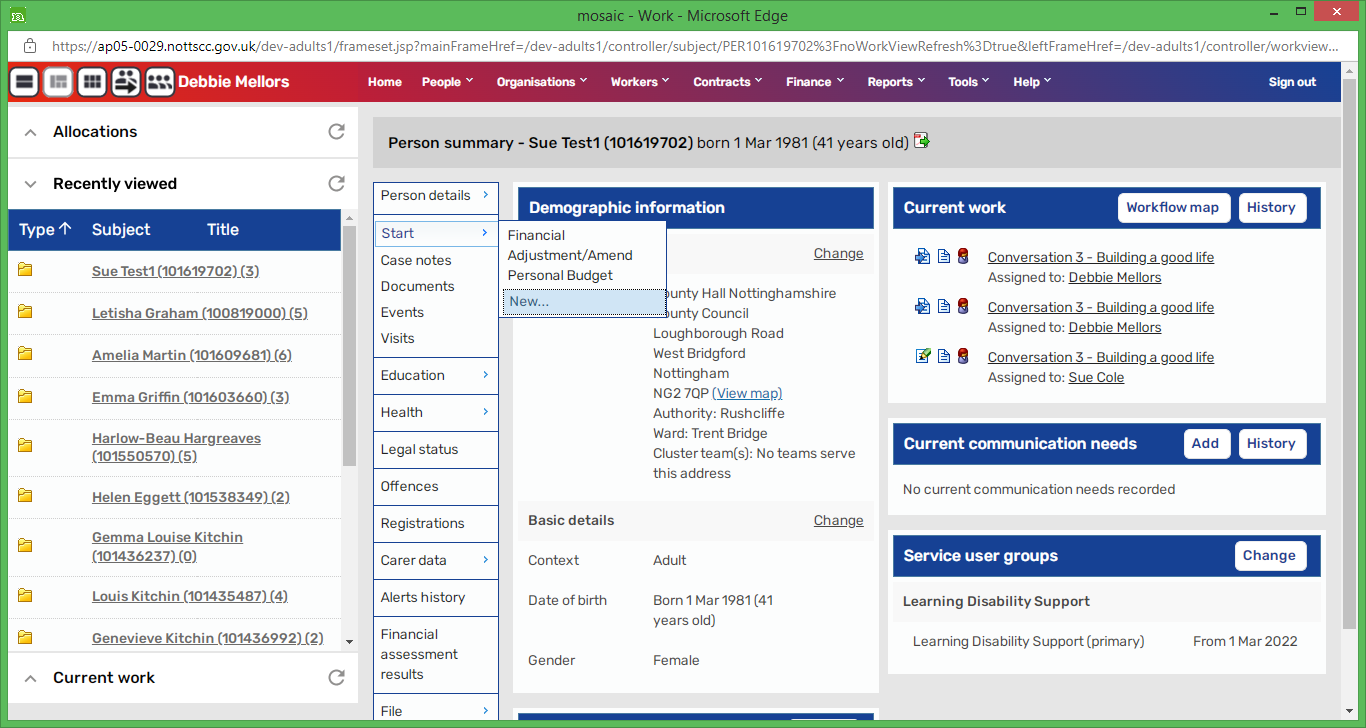 mosaic - Work - Microsoft Edge
https://ap05-0029.nottscc.gov.uk/dev-adults1/frameset.jsp?mainFrameHref=/dev-adults1/controller/subject/PER101619702%3FnoWorkViewRefresh%3Dtrue&leftFrameHref=/dev-adults1/controller/workview...
Debbie Mellors
Home People Organisations Workers Contracts Finance Reports Tools Help Sign out
Allocations
Recently viewed
Type Subject Title
Sue Test1 (101619702) (3)
Letisha Graham (100819000) (5)
Amelia Martin (101609681) (6)
Emma Griffin (101603660) (3)
Harlow-Beau Hargreaves
(101550570) (5)
Helen Eggett (101538349) (2)
Gemma Louise Kitchin
(101436237) (0)
Louis Kitchin (101435487) (4)
Genevieve Kitchin (101436992) (2)
Current work
Person summary - Sue Test1 (101619702) born 1 Mar 1981 (41 years old)
Person details
Start
Case notes
Documents
Events
Visits
Education
Health
Legal status
Offences
Registrations
Carer data
Alerts history
Financial
assessment
results
File
Financial
Adjustment/Amend
Personal Budget
New...
Demographic information
Change
ounty Hall Nottinghamshire
ounty Council
Loughborough Road
West Bridgford
Nottingham
NG2 7QP (View map)
Authority: Rushcliffe
Ward: Trent Bridge
Cluster team(s): No teams serve
this address
Basic details Change
Context Adult
Date of birth Born 1 Mar 1981 (41
years old)
Gender Female
Current work Workflow map History
Conversation 3 - Building a good life
Assigned to: Debbie Mellors
Conversation 3 - Building a good life
Assigned to: Debbie Mellors
Conversation 3 - Building a good life
Assigned to: Sue Cole
Current communication needs Add History
No current communication needs recorded
Service user groups Change
Learning Disability Support
Learning Disability Support (primary) From 1 Mar 2022